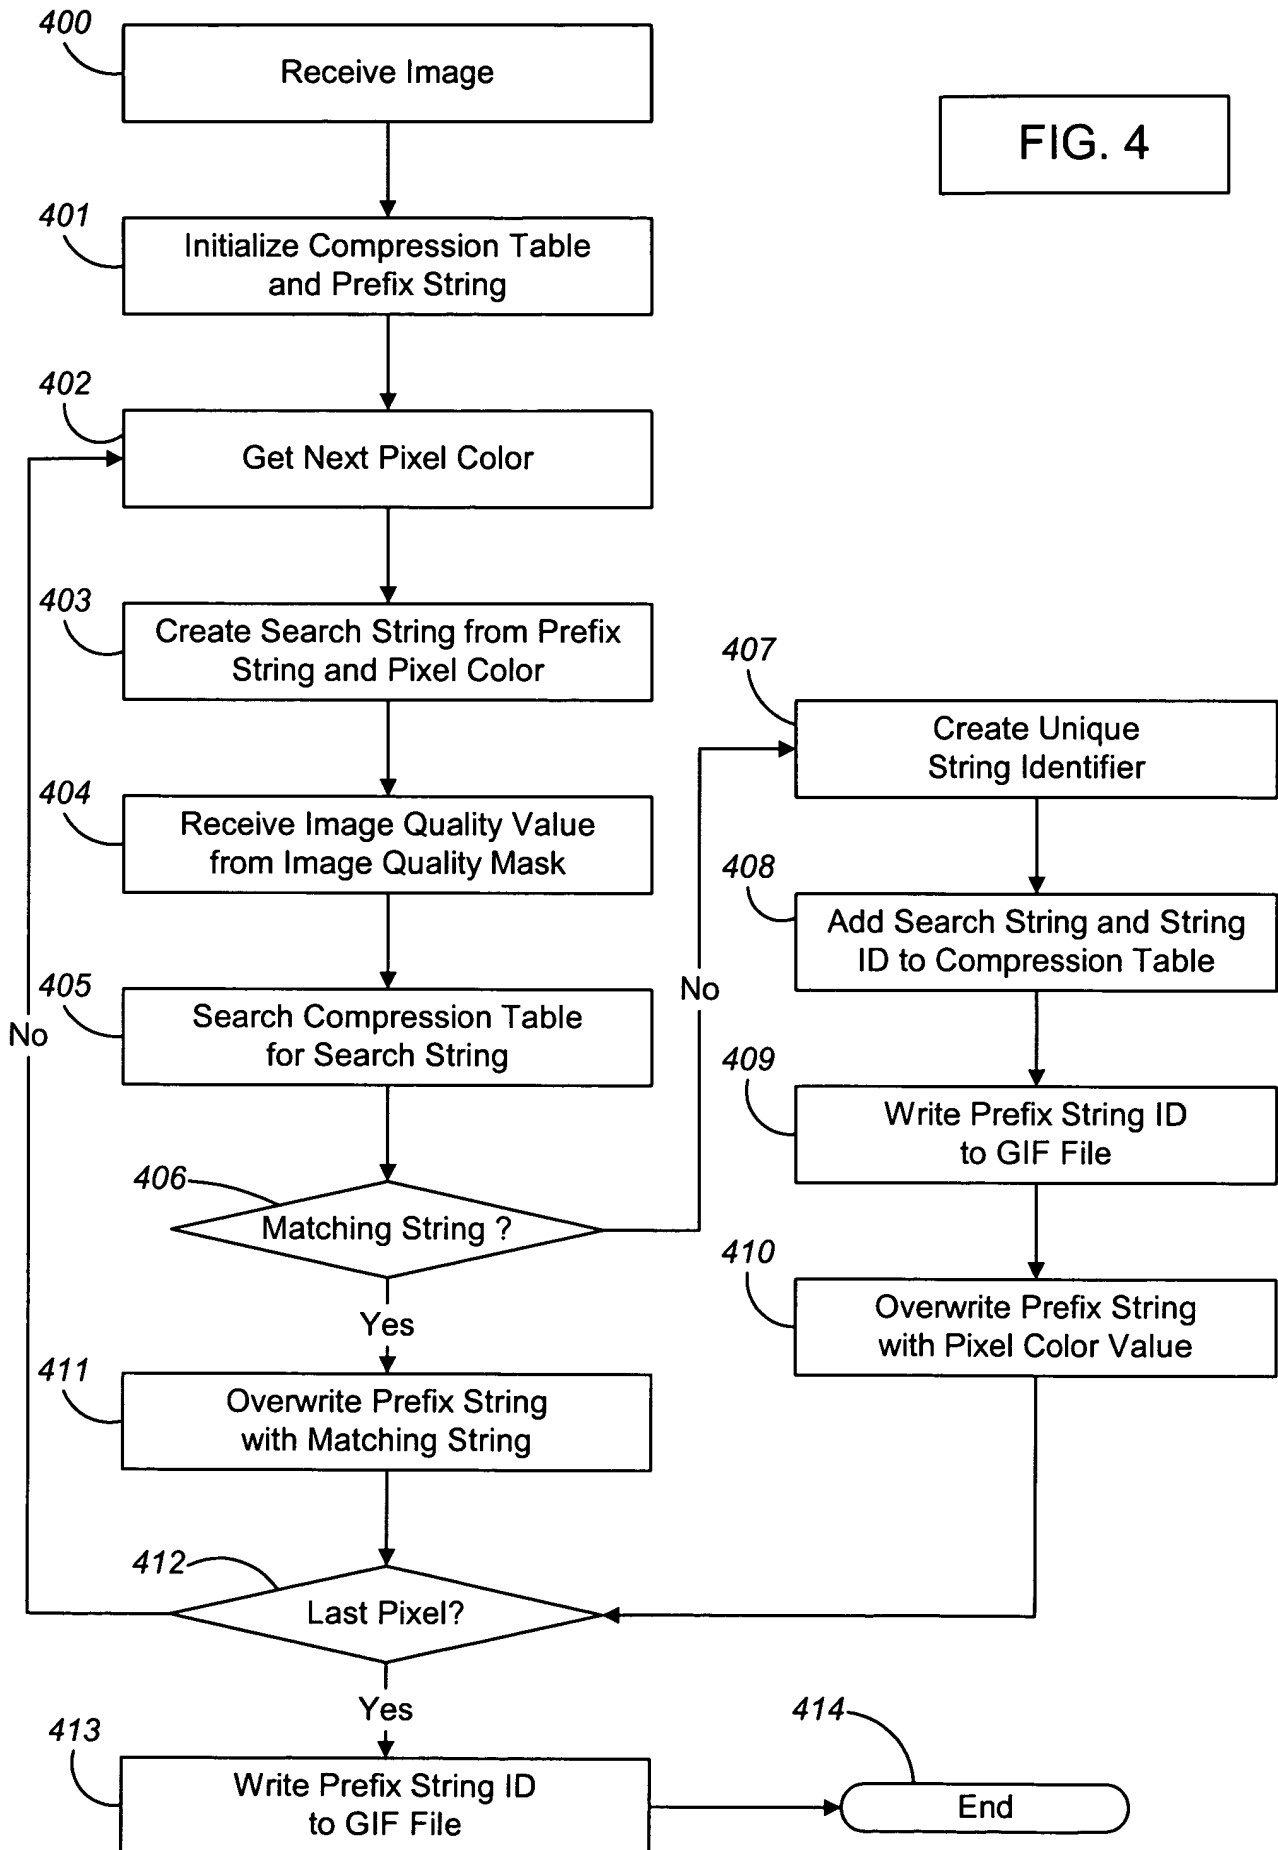 400
Receive Image
FIG. 4
401
Initialize Compression Table
and Prefix String
402
Get Next Pixel Color
403
Create Search String from Prefix
String and Pixel Color
404
Receive Image Quality Value
from Image Quality Mask
405
Search Compression Table
for Search String
406
Matching String ?
No
407
Create Unique
String Identifier
408
Add Search String and String
ID to Compression Table
409
Write Prefix String ID
to GIF File
410
Overwrite Prefix String
with Pixel Color Value
Yes
411
Overwrite Prefix String
with Matching String
412
Last Pixel?
No
Yes
413
Write Prefix String ID
to GIF File
414
End